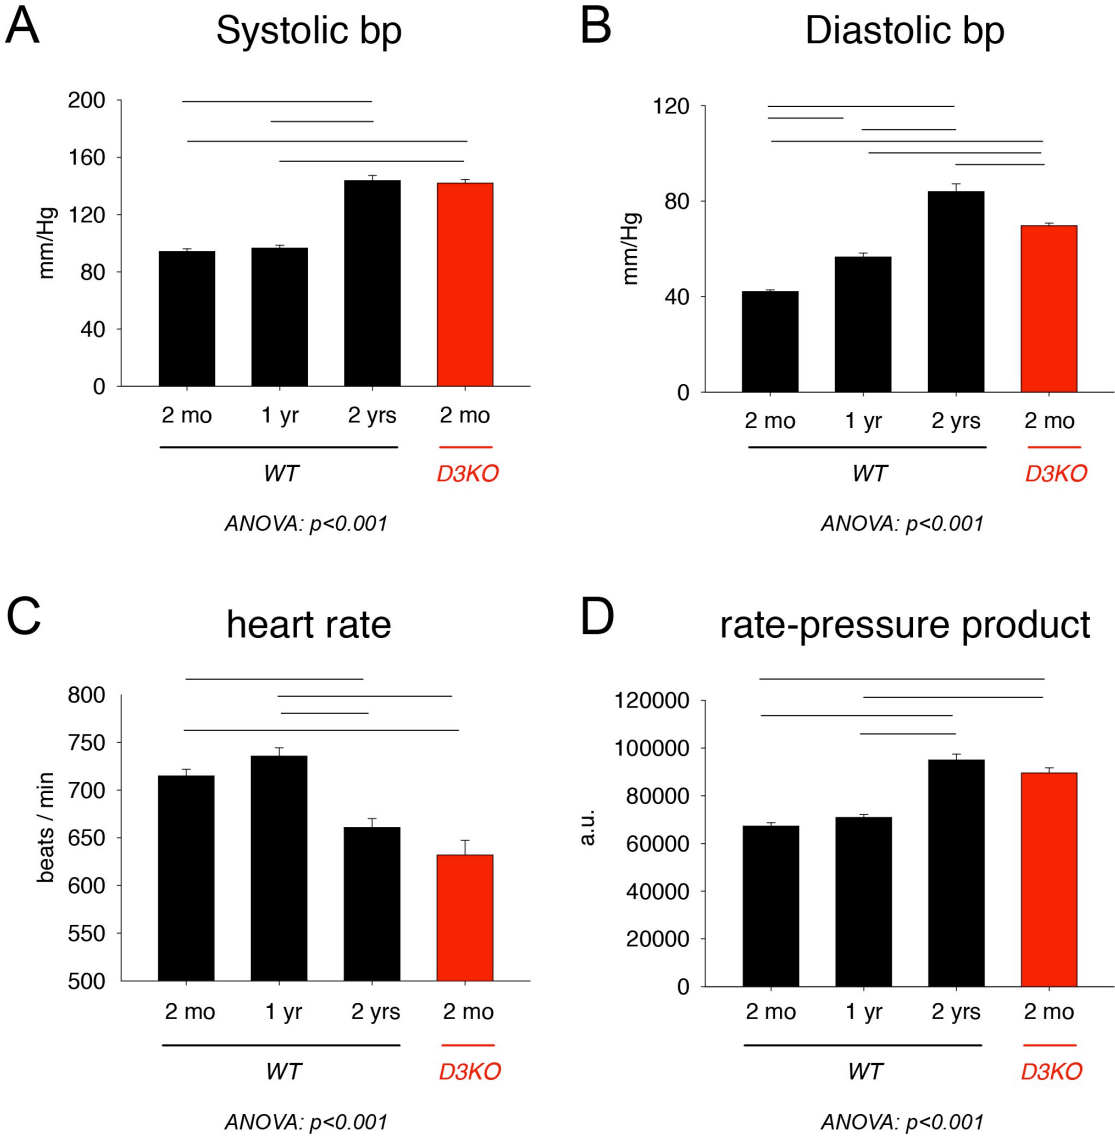 A
Systolic bp
200
160
120
80
40
0
mm/Hg
2 mo 1 yr 2 yrs 2 mo
WT D3KO
ANOVA: p<0.001
B
Diastolic bp
120
80
40
0
mm/Hg
2 mo 1 yr 2 yrs 2 mo
WT D3KO
ANOVA: p<0.001
C
heart rate
800
750
700
650
600
550
500
beats / min
2 mo 1 yr 2 yrs 2 mo
WT D3KO
ANOVA: p<0.001
D
rate-pressure product
120000
100000
80000
60000
40000
20000
0
a.u.
2 mo 1 yr 2 yrs 2 mo
WT D3KO
ANOVA: p<0.001